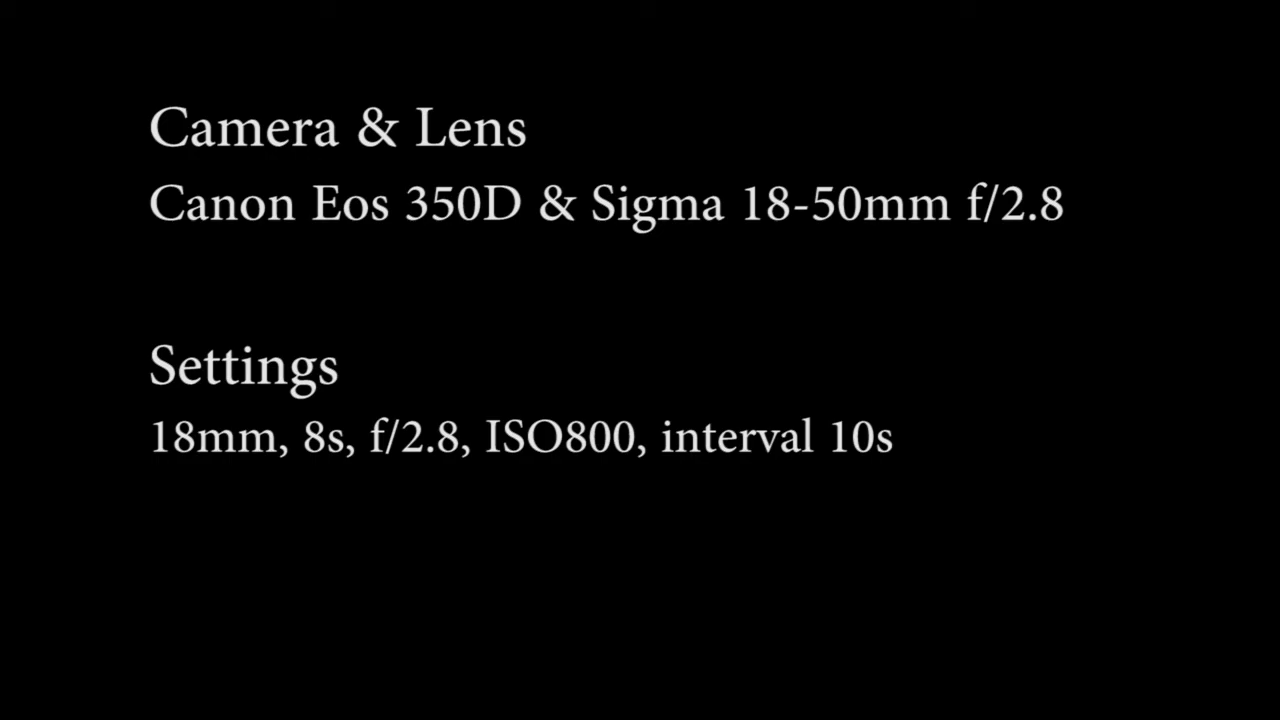 Camera & Lens
Canon Eos 350D & Sigma 18-50mm f/2.8
Settings
18mm, 8s, f/2.8, ISO800, interval 10s